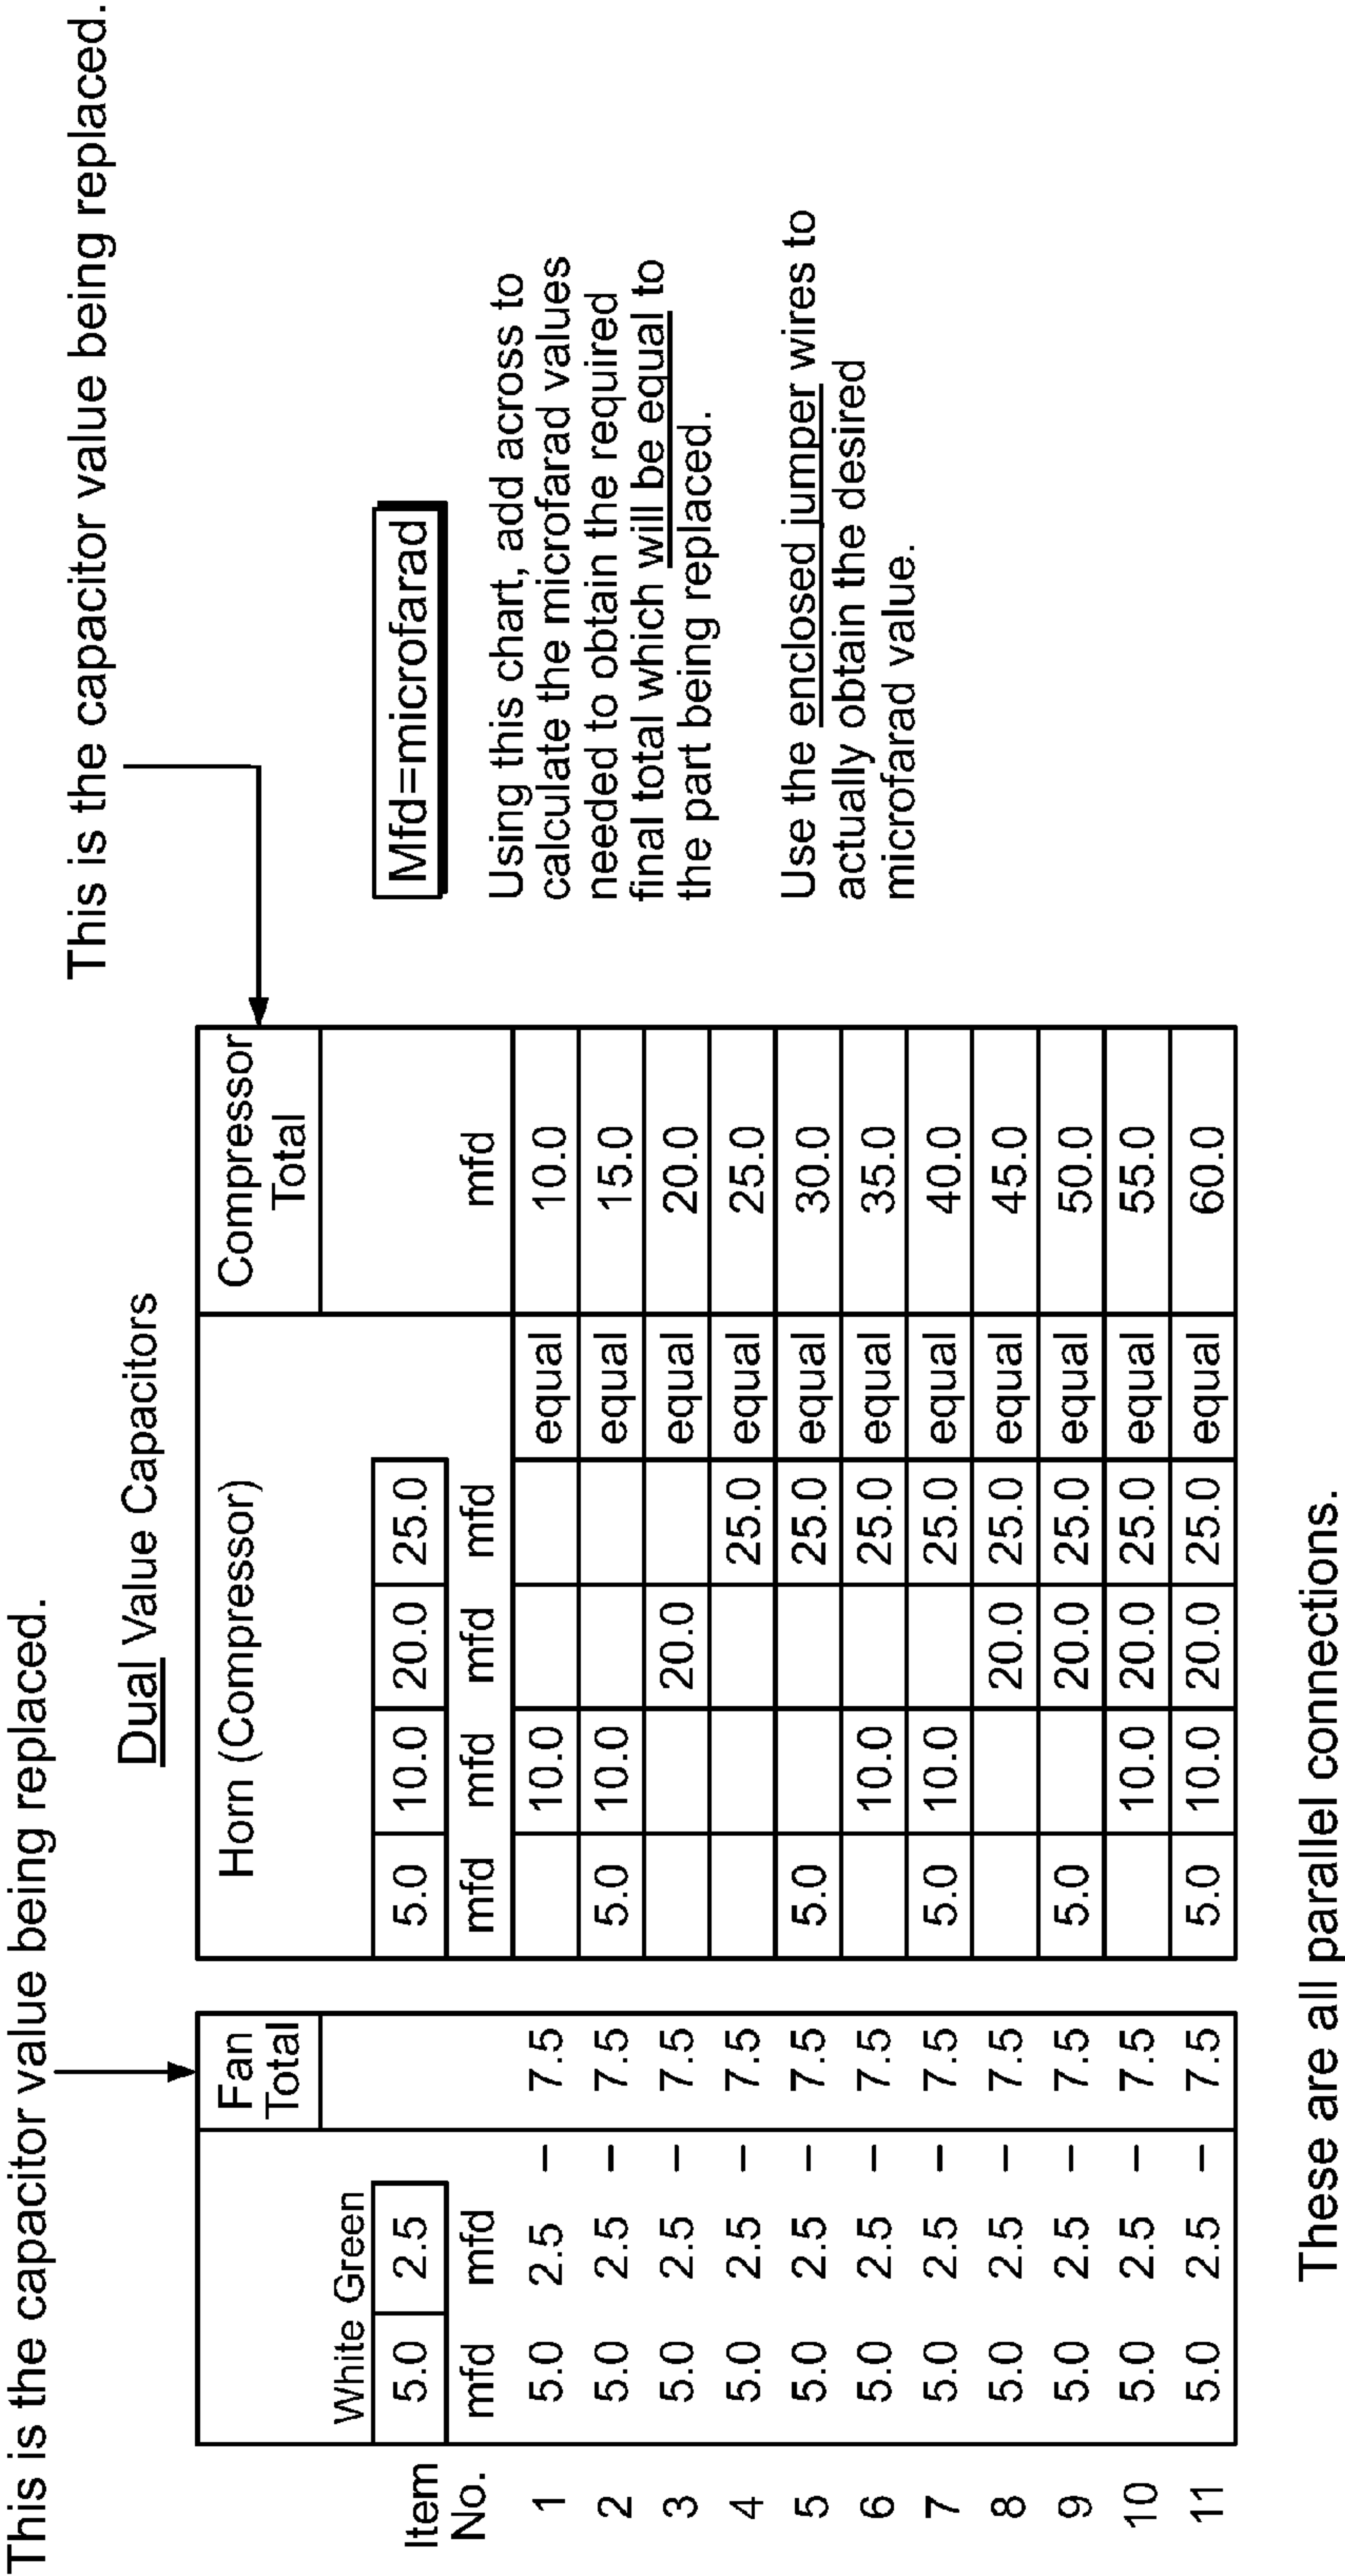 This is the capacitor value being replaced.
This is the capacitor value being replaced.
Dual Value Capacitors
Fan Total Horn (Compressor) Compressor Total
White Green
Item No. 5.0 2.5 5.0 10.0 20.0 25.0
mfd mfd mfd mfd mfd mfd mfd
1 5.0 2.5 – 7.5 10.0 equal 10.0
2 5.0 2.5 – 7.5 5.0 10.0 equal 15.0
3 5.0 2.5 – 7.5 20.0 equal 20.0
4 5.0 2.5 – 7.5 25.0 equal 25.0
5 5.0 2.5 – 7.5 5.0 25.0 equal 30.0
6 5.0 2.5 – 7.5 10.0 25.0 equal 35.0
7 5.0 2.5 – 7.5 5.0 10.0 25.0 equal 40.0
8 5.0 2.5 – 7.5 20.0 25.0 equal 45.0
9 5.0 2.5 – 7.5 5.0 20.0 25.0 equal 50.0
10 5.0 2.5 – 7.5 10.0 20.0 25.0 equal 55.0
11 5.0 2.5 – 7.5 5.0 10.0 20.0 25.0 equal 60.0
Mfd=microfarad
Using this chart, add across to
calculate the microfarad values
needed to obtain the required
final total which will be equal to
the part being replaced.
Use the enclosed jumper wires to
actually obtain the desired
microfarad value.
These are all parallel connections.